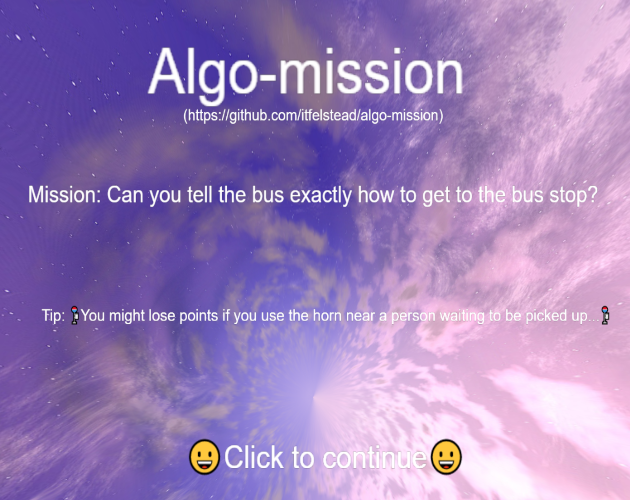 Algo-mission
(https://github.com/itfelstead/algo-mission)
Mission: Can you tell the bus exactly how to get to the bus stop?
Tip: You might lose points if you use the horn near a person waiting to be picked up...
Click to continue